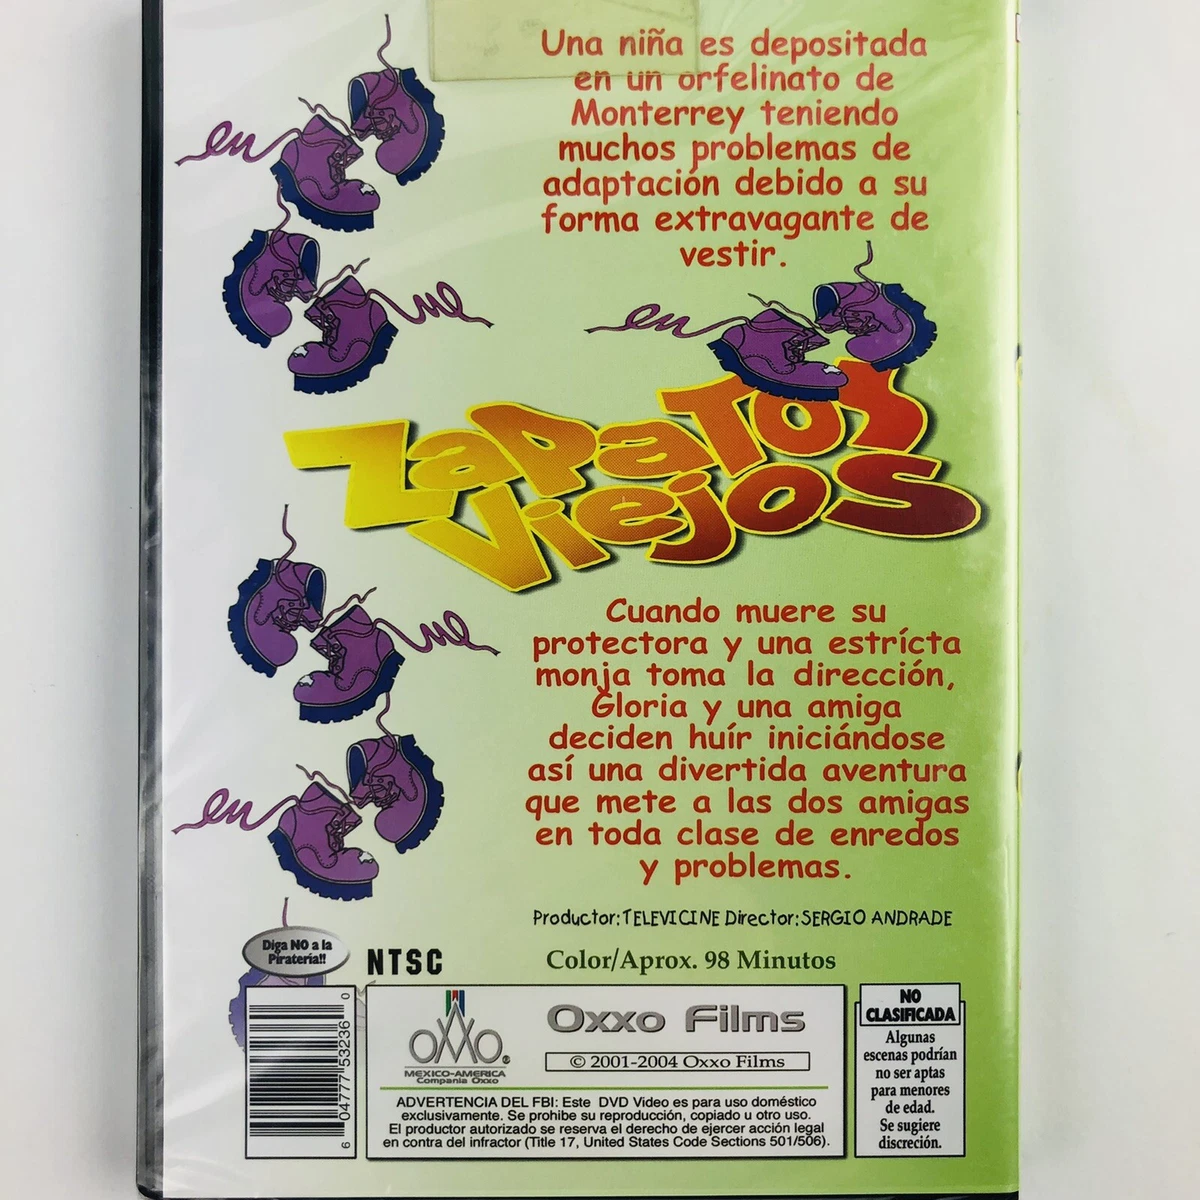 Una niña es depositada
en un orfelinato de
Monterrey teniendo
muchos problemas de
adaptación debido a su
forma extravagante de
vestir.
en
me
en
Zapatos
Viejos
Cuando muere su
protectora y una estrícta
monja toma la dirección,
Gloria y una amiga
deciden huír iniciándose
así una divertida aventura
que mete a las dos amigas
en toda clase de enredos
y problemas.
me
en
Productor:TELEVICINE Director:SERGIO ANDRADE
Diga NO a la
Piratería!!
NTSC
Color/Aprox. 98 Minutos
6 04777 53236 0
OXXO®
MEXICO-AMERICA
Compania Oxxo
Oxxo Films
© 2001-2004 Oxxo Films
ADVERTENCIA DEL FBI: Este DVD Video es para uso doméstico
exclusivamente. Se prohibe su reproducción, copiado u otro uso.
El productor autorizado se reserva el derecho de ejercer acción legal
en contra del infractor (Title 17, United States Code Sections 501/506).
NO
CLASIFICADA
Algunas
escenas podrían
no ser aptas
para menores
de edad.
Se sugiere
discreción.